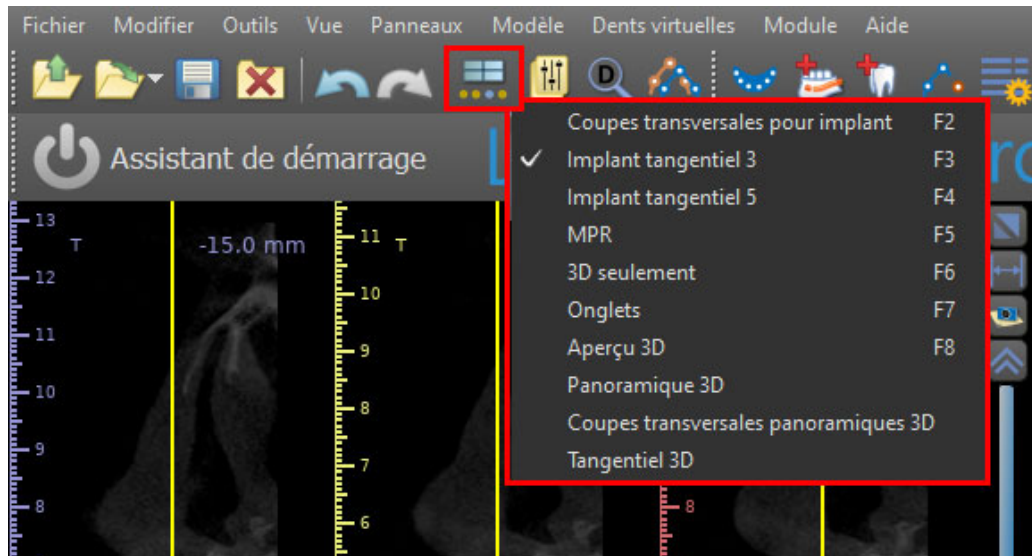 Fichier Modifier Outils Vue Panneaux Modèle Dents virtuelles Module Aide
D
Coupes transversales pour implant F2
Assistant de démarrage
Implant tangentiel 3 F3
Implant tangentiel 5 F4
MPR F5
3D seulement F6
Onglets F7
Aperçu 3D F8
Panoramique 3D
Coupes transversales panoramiques 3D
Tangentiel 3D
13
T
-15.0 mm
12
11
10
9
8
11
T
10
9
8
7
6
8